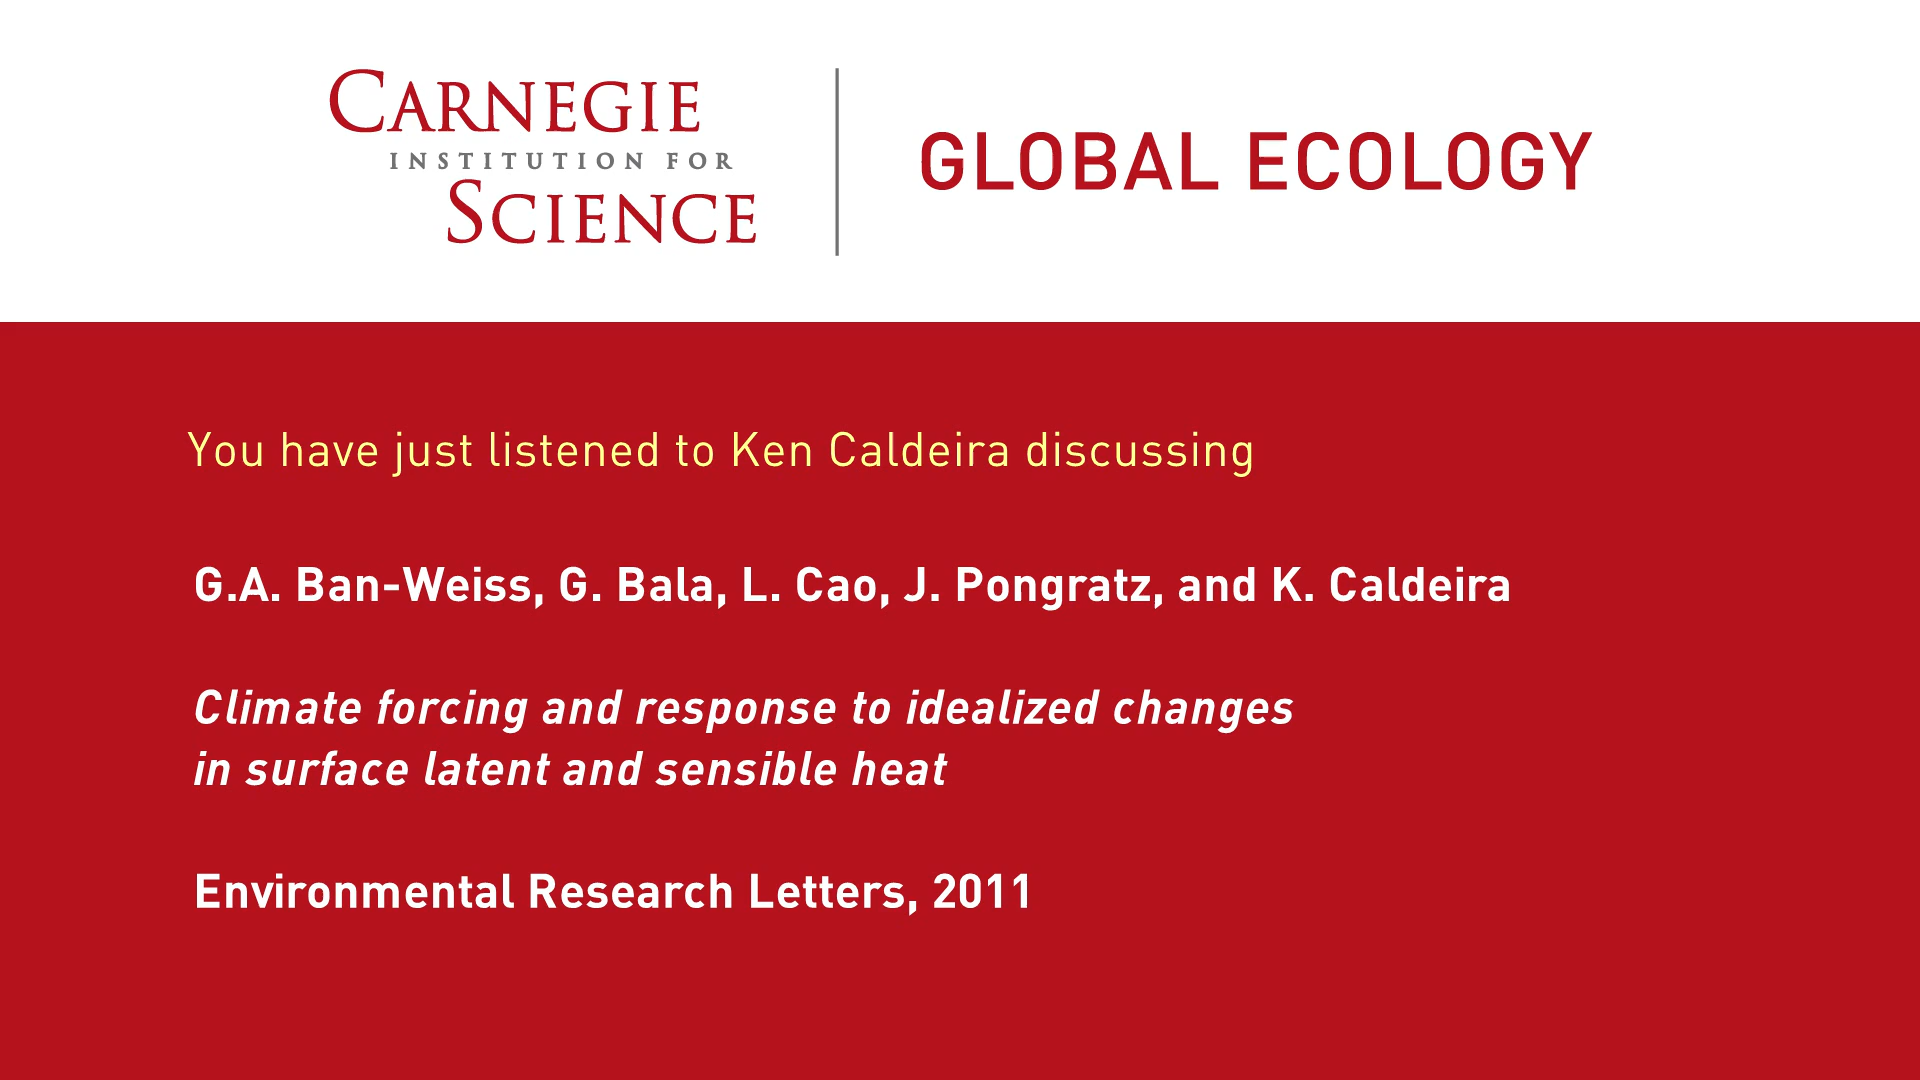 CARNEGIE
INSTITUTION FOR
SCIENCE
GLOBAL ECOLOGY
You have just listened to Ken Caldeira discussing
G.A. Ban-Weiss, G. Bala, L. Cao, J. Pongratz, and K. Caldeira
Climate forcing and response to idealized changes
in surface latent and sensible heat
Environmental Research Letters, 2011